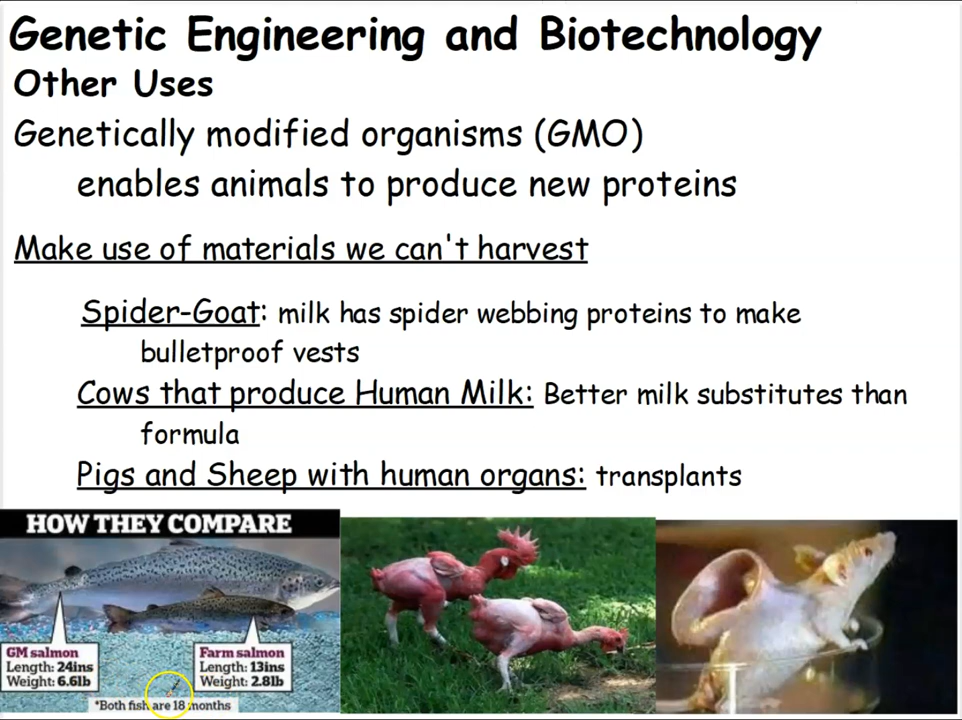 Genetic Engineering and Biotechnology
Other Uses
Genetically modified organisms (GMO)
enables animals to produce new proteins
Make use of materials we can't harvest
Spider-Goat: milk has spider webbing proteins to make
bulletproof vests
Cows that produce Human Milk: Better milk substitutes than
formula
Pigs and Sheep with human organs: transplants
HOW THEY COMPARE
GM salmon
Length: 24ins
Weight: 6.6lb
Farm salmon
Length: 13ins
Weight: 2.8lb
*Both fish are 18 months